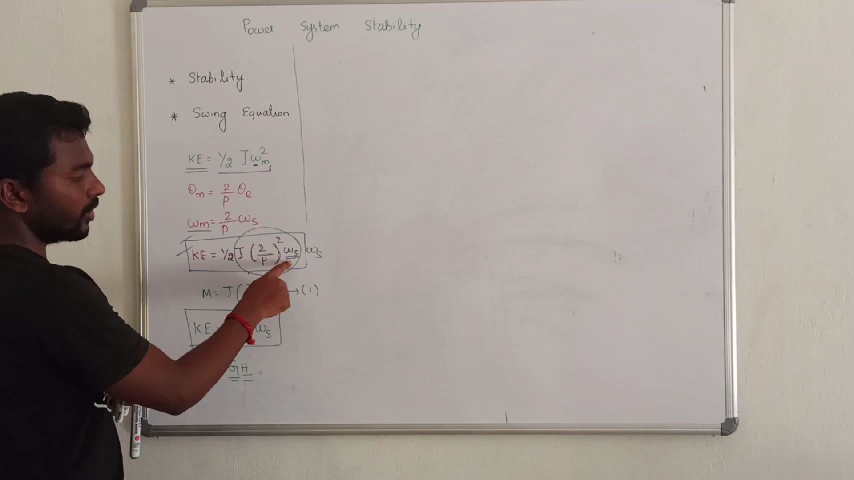 Power System Stability
* Stability
* Swing Equation
KE = 1/2 J ωm²
θm = 2/P θe
ωm = 2/P ωs
KE = 1/2 J (2/P)² ωs ωs
M = J( →(1)
KE ωs
GH